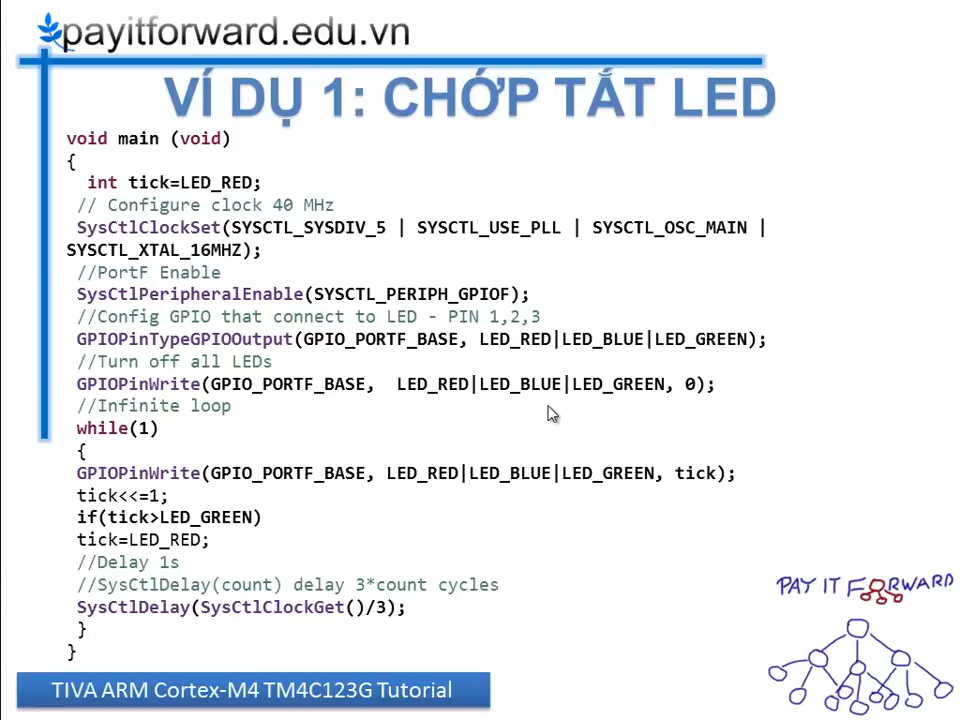 payitforward.edu.vn
VÍ DỤ 1: CHỚP TẮT LED
void main (void)
{
int tick=LED_RED;
// Configure clock 40 MHz
SysCtlClockSet(SYSCTL_SYSDIV_5 | SYSCTL_USE_PLL | SYSCTL_OSC_MAIN |
SYSCTL_XTAL_16MHZ);
//PortF Enable
SysCtlPeripheralEnable(SYSCTL_PERIPH_GPIOF);
//Config GPIO that connect to LED - PIN 1,2,3
GPIOPinTypeGPIOOutput(GPIO_PORTF_BASE, LED_RED|LED_BLUE|LED_GREEN);
//Turn off all LEDs
GPIOPinWrite(GPIO_PORTF_BASE, LED_RED|LED_BLUE|LED_GREEN, 0);
//Infinite loop
while(1)
{
GPIOPinWrite(GPIO_PORTF_BASE, LED_RED|LED_BLUE|LED_GREEN, tick);
tick<<=1;
if(tick>LED_GREEN)
tick=LED_RED;
//Delay 1s
//SysCtlDelay(count) delay 3*count cycles
SysCtlDelay(SysCtlClockGet()/3);
}
}
PAY IT FORWARD
TIVA ARM Cortex-M4 TM4C123G Tutorial